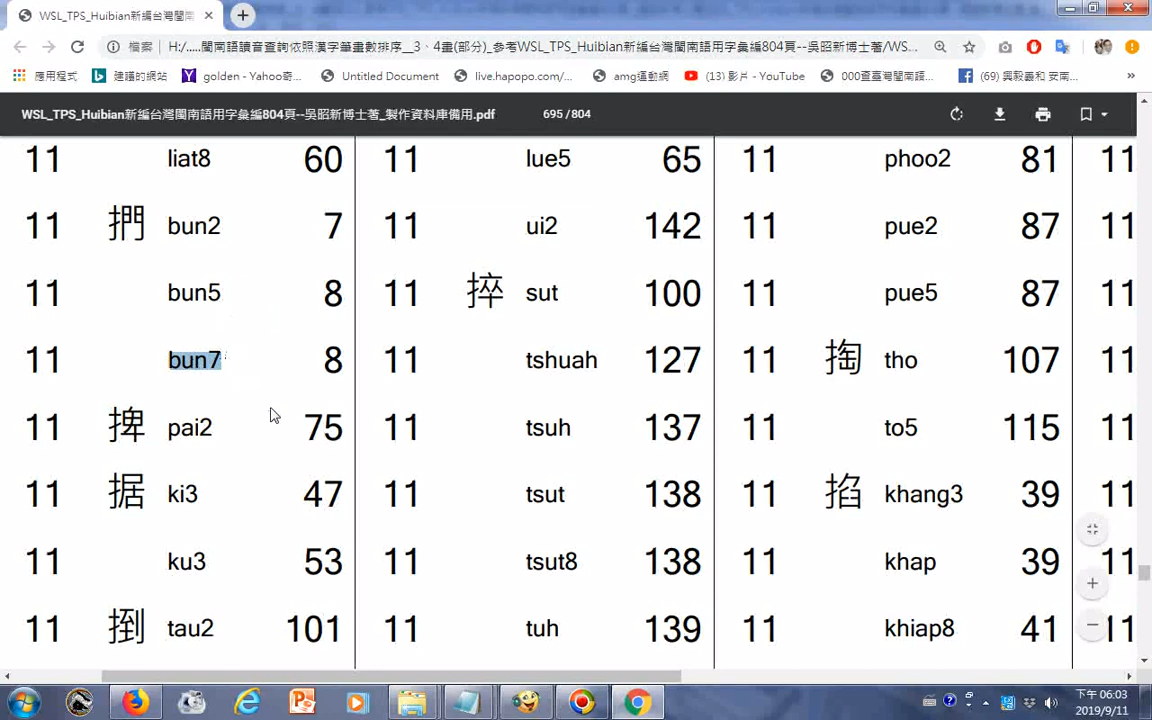 WSL_TPS_Huibian新編台灣閩南
檔案 H:/.....閩南語讀音查詢依照漢字筆畫數排序__3、4畫(部分)_参考WSL_TPS_Huibian新编台灣閩南語用字彙編804頁--吳昭新博士著/WS...
應用程式 建議的網站 golden - Yahoo奇... Untitled Document live.hapopo.com/... amg運動網 (13) 影片 - YouTube 000查臺灣閩南語... (69) 興毅義和 安南... »
WSL_TPS_Huibian新編台灣閩南語用字彙編804頁--吳昭新博士著_製作資料庫備用.pdf 695 / 804
11 liat8 60 11 lue5 65 11 phoo2 81 11
11 捫 bun2 7 11 ui2 142 11 pue2 87 11
11 bun5 8 11 捽 sut 100 11 pue5 87 11
11 bun7 8 11 tshuah 127 11 掏 tho 107 11
11 捭 pai2 75 11 tsuh 137 11 to5 115 11
11 据 ki3 47 11 tsut 138 11 掐 khang3 39 11
11 ku3 53 11 tsut8 138 11 khap 39 11
11 捯 tau2 101 11 tuh 139 11 khiap8 41 11
下午 06:03
2019/9/11